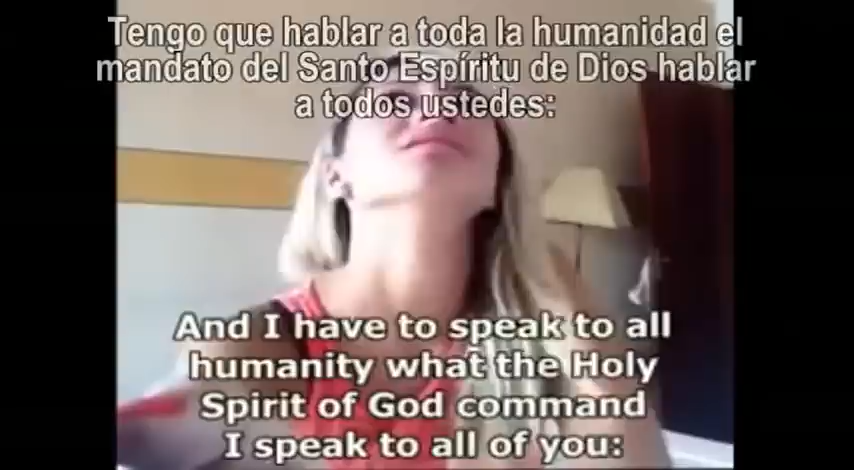 Tengo que hablar a toda la humanidad el
mandato del Santo Espíritu de Dios hablar
a todos ustedes:
And I have to speak to all
humanity what the Holy
Spirit of God command
I speak to all of you: